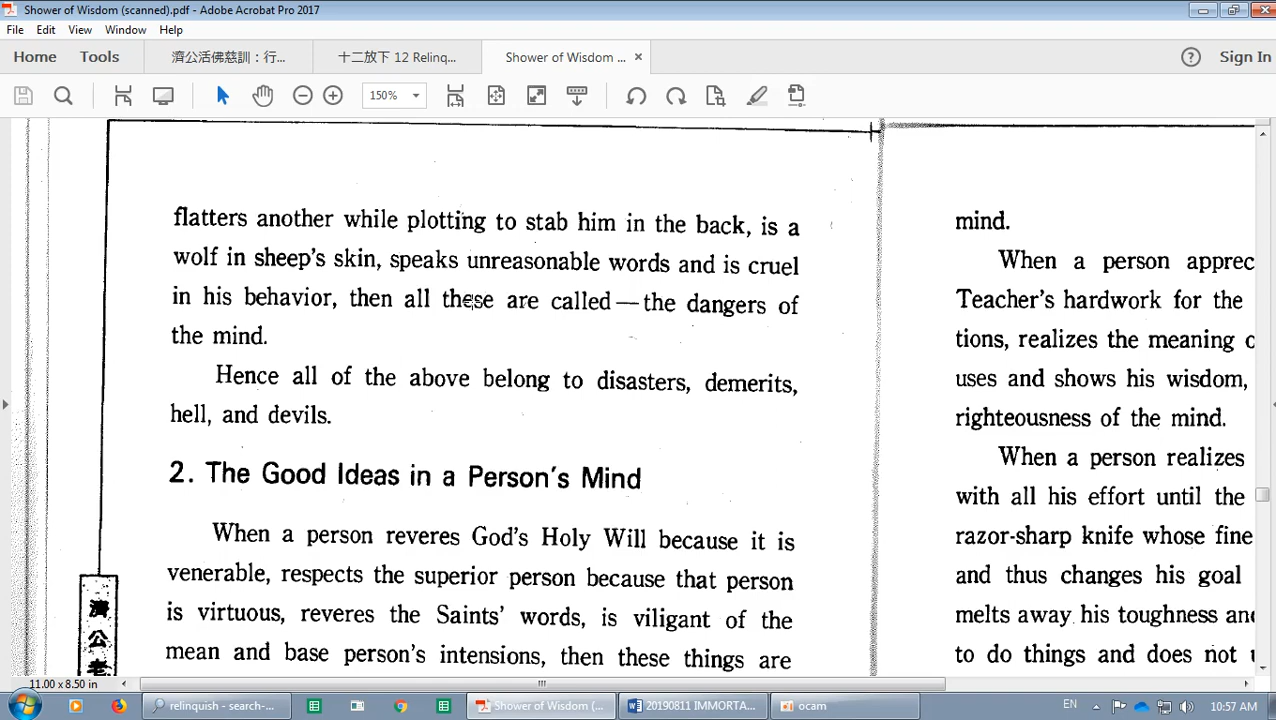 Shower of Wisdom (scanned).pdf - Adobe Acrobat Pro 2017
File Edit View Window Help
Home Tools 濟公活佛慈訓：行... 十二放下 12 Relinq... Shower of Wisdom ... × Sign In
150%
flatters another while plotting to stab him in the back, is a
wolf in sheep's skin, speaks unreasonable words and is cruel
in his behavior, then all these are called — the dangers of
the mind.
Hence all of the above belong to disasters, demerits,
hell, and devils.
2. The Good Ideas in a Person's Mind
When a person reveres God's Holy Will because it is
venerable, respects the superior person because that person
is virtuous, reveres the Saints' words, is viligant of the
mean and base person's intensions, then these things are
濟公老
mind.
When a person apprec
Teacher's hardwork for the
tions, realizes the meaning o
uses and shows his wisdom,
righteousness of the mind.
When a person realizes
with all his effort until the
razor-sharp knife whose fine
and thus changes his goal
melts away his toughness and
to do things and does not u
11.00 x 8.50 in
relinquish - search-... Shower of Wisdom (... 20190811 IMMORTA... ocam EN 10:57 AM